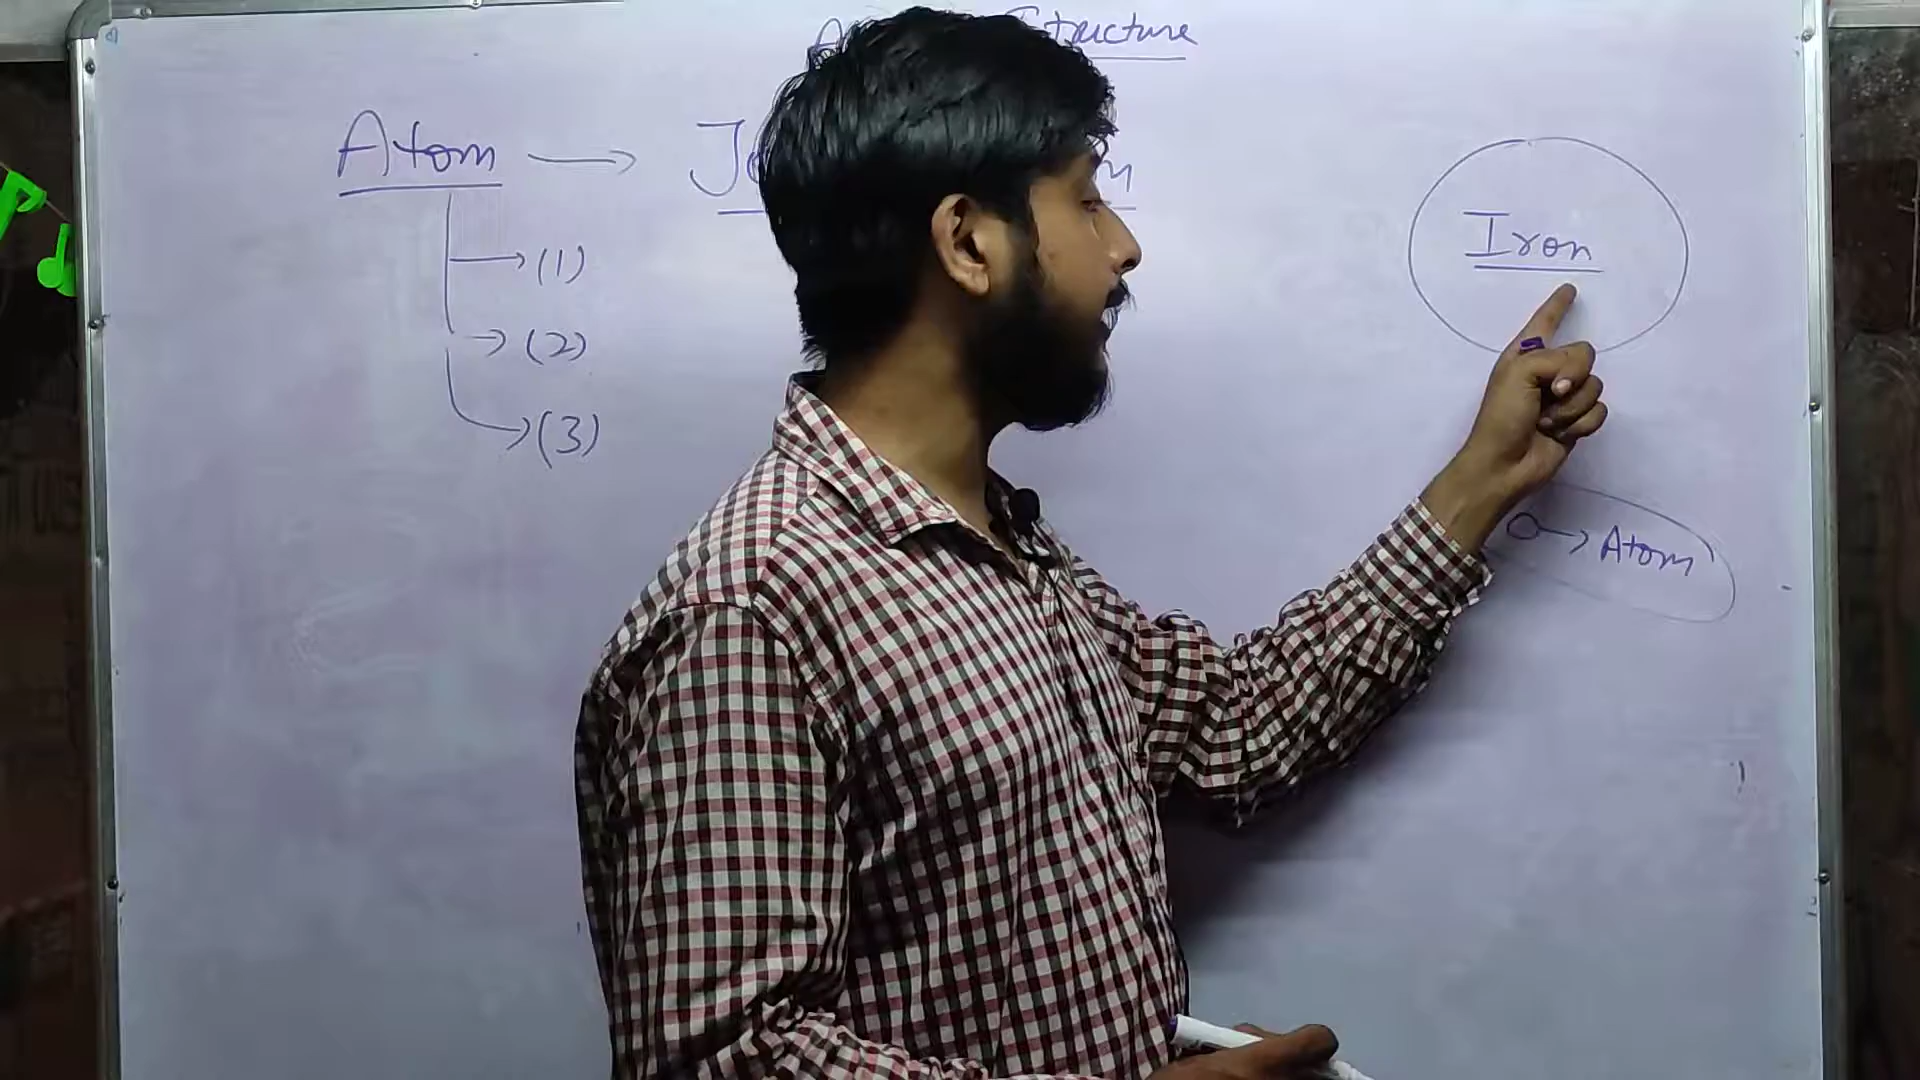 Structure
Atom →
Iron
→ (1)
→ (2)
→ (3)
→ Atom